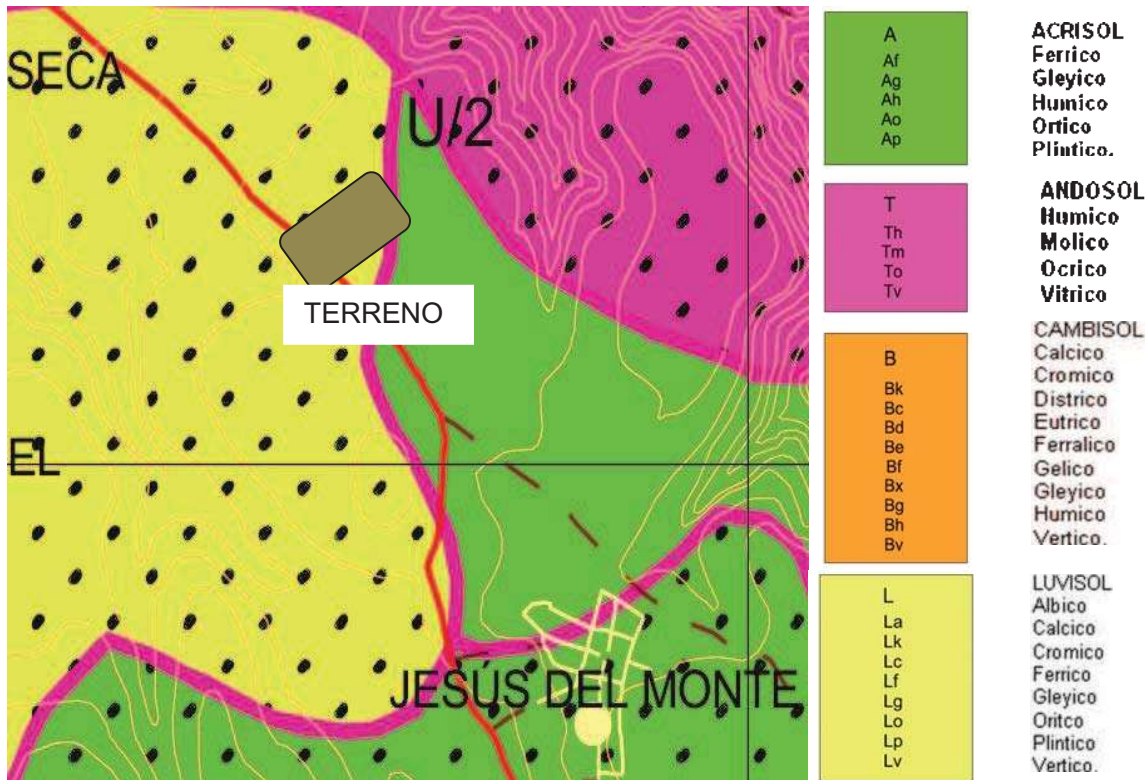 SECA
U/2
TERRENO
EL
JESÚS DEL MONTE
A
Af
Ag
Ah
Ao
Ap
ACRISOL
Ferrico
Gleyico
Humico
Ortico
Plintico.
T
Th
Tm
To
Tv
ANDOSOL
Humico
Molico
Ocrico
Vitrico
B
Bk
Bc
Bd
Be
Bf
Bx
Bg
Bh
Bv
CAMBISOL
Calcico
Cromico
Districo
Eutrico
Ferralico
Gelico
Gleyico
Humico
Vertico.
L
La
Lk
Lc
Lf
Lg
Lo
Lp
Lv
LUVISOL
Albico
Calcico
Cromico
Ferrico
Gleyico
Oritco
Plintico
Vertico.